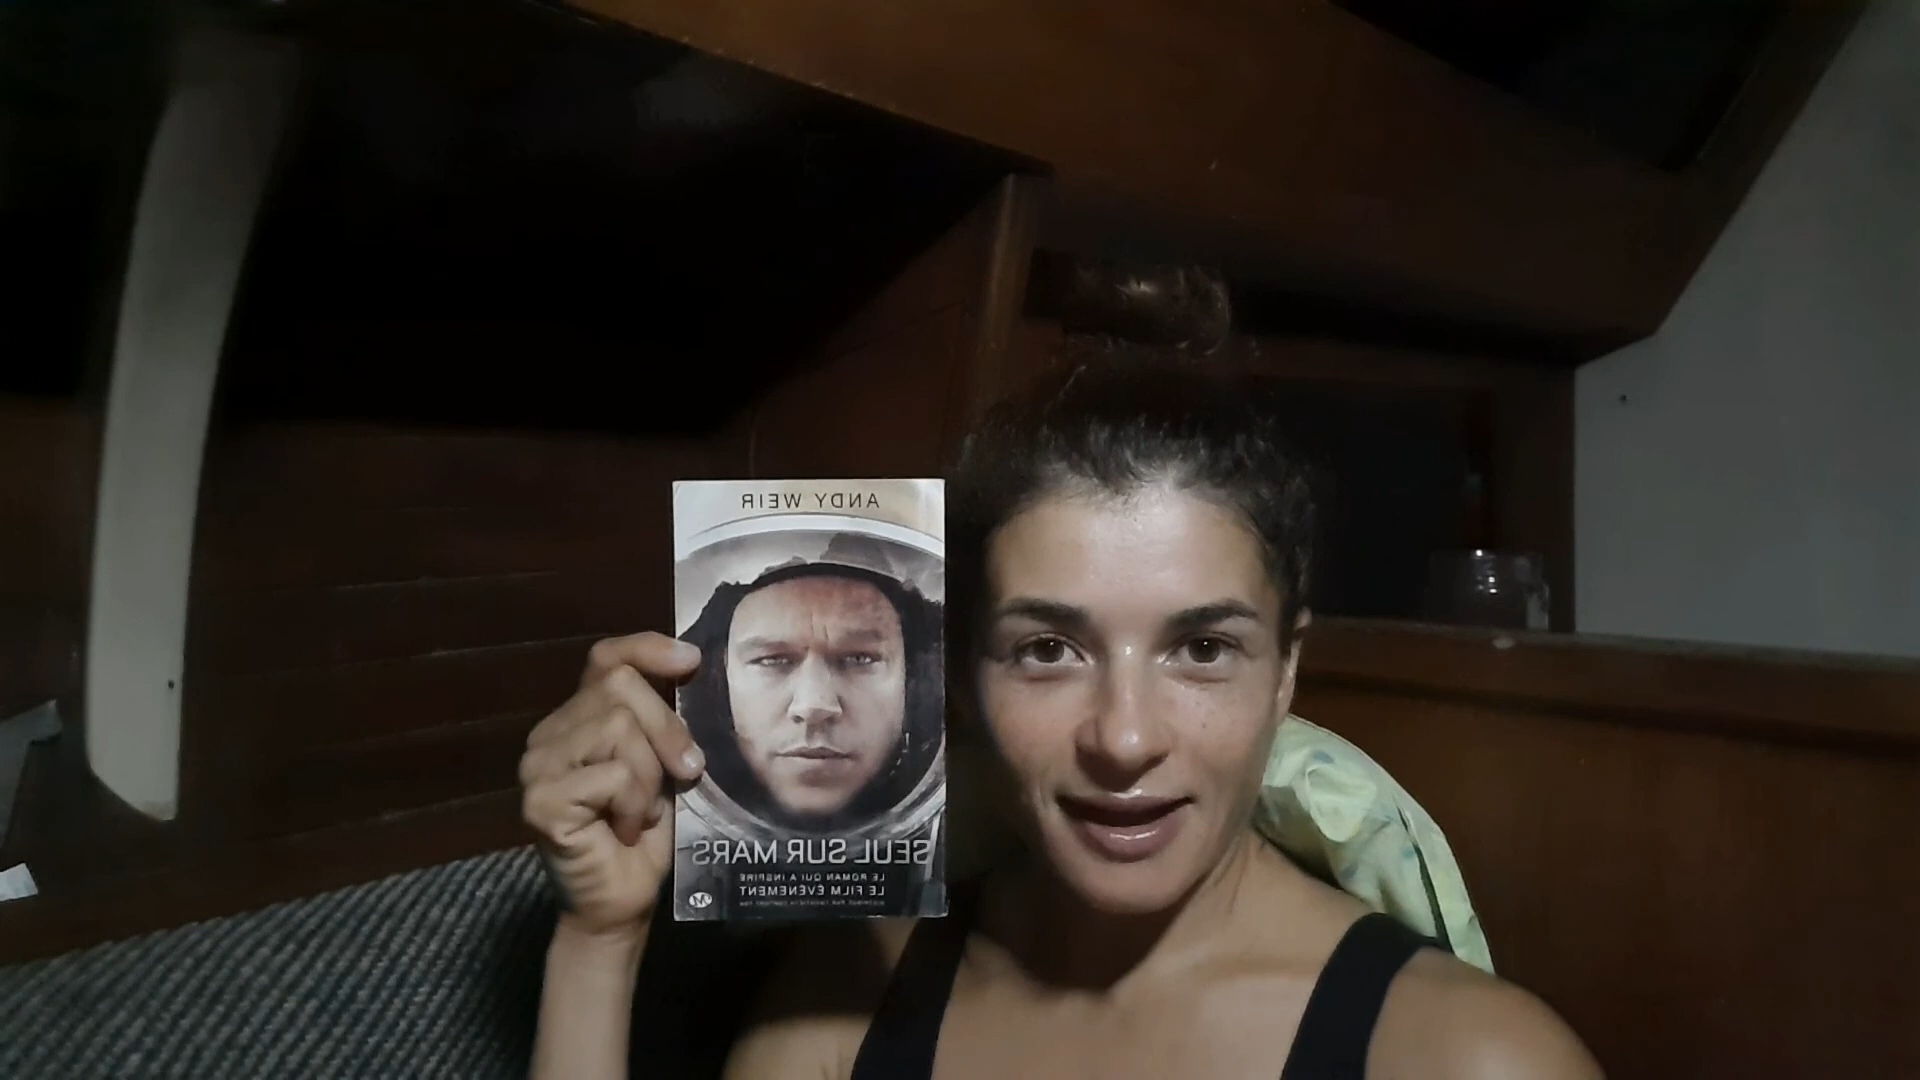 ANDY WEIR
SEUL SUR MARS
LE ROMAN QUI A INSPIRÉ
LE FILM ÉVÉNEMENT